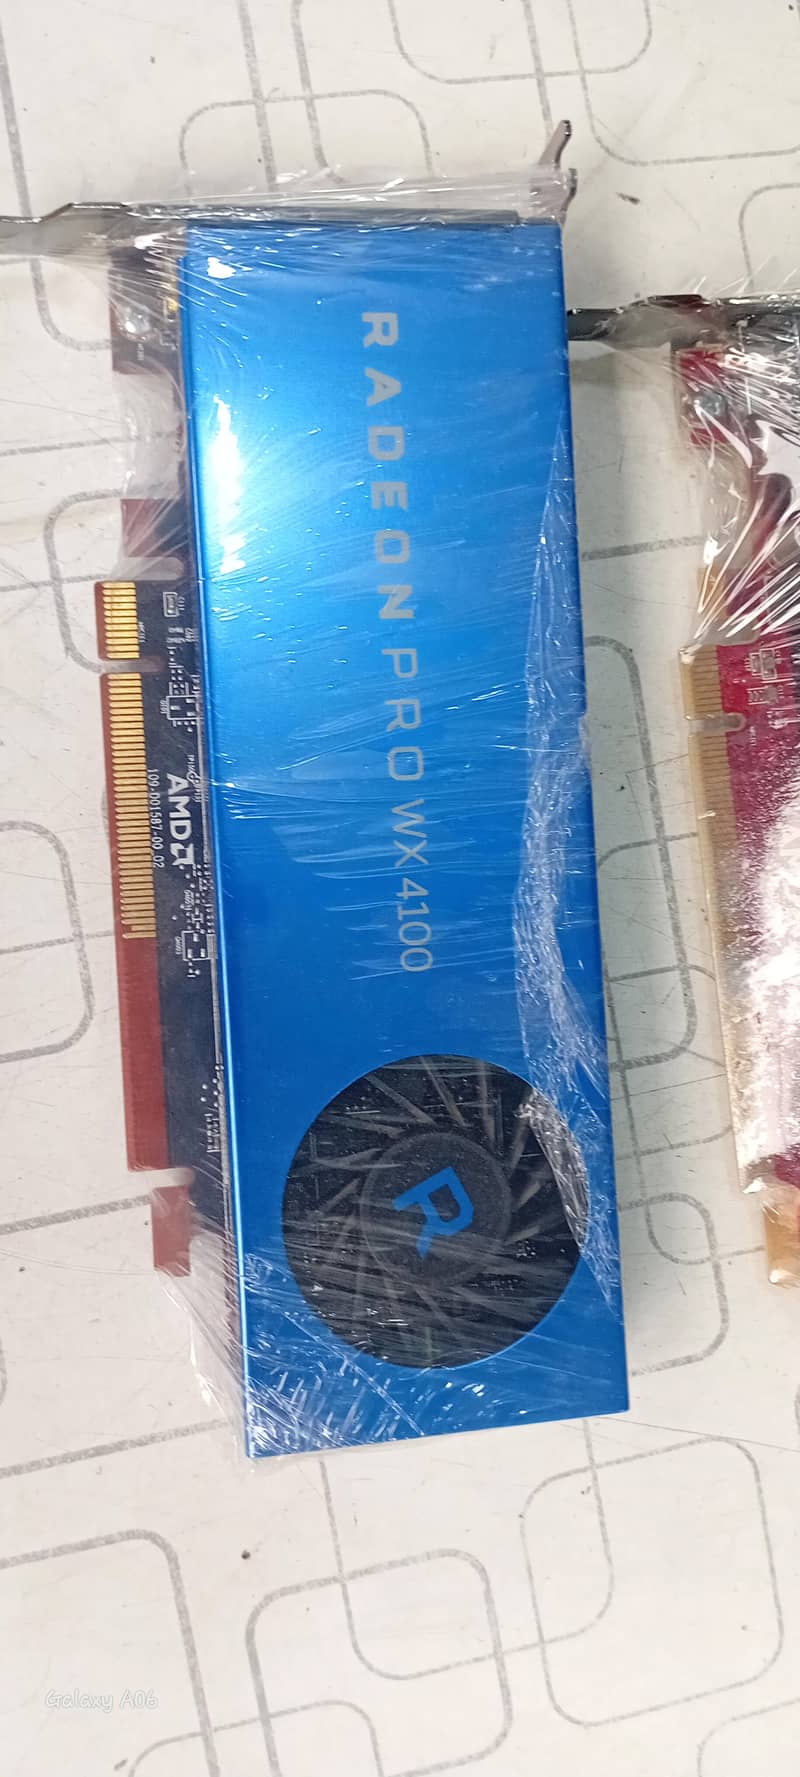 RADEON PRO WX 4100
R
AMD
109-D01587-00_02
Galaxy A06